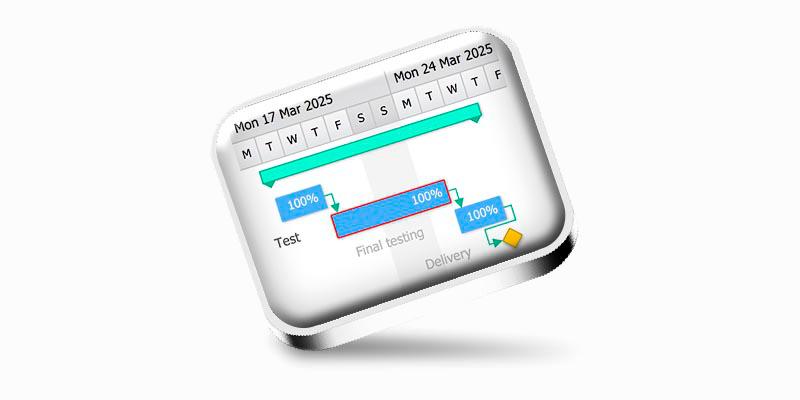 Mon 17 Mar 2025 Mon 24 Mar 2025
M T W T F S S M T W T F
100%
100%
100%
Test
Final testing
Delivery